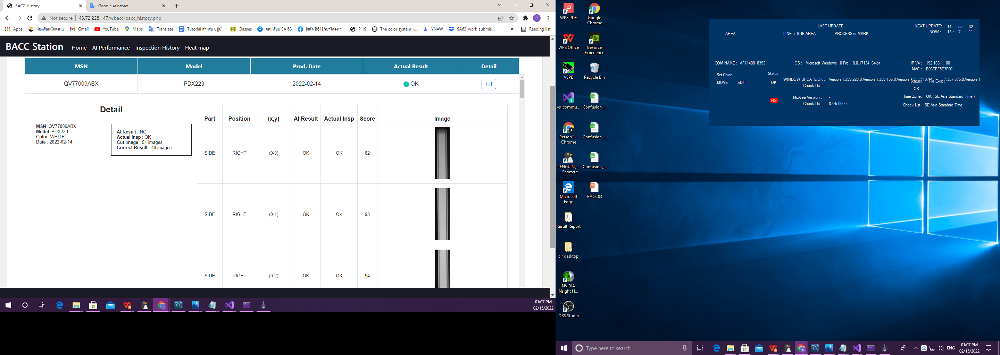 BACC History
Google แปลภาษา
Not secure
43.72.228.147/wbacc/bacc_history.php
P
Apps
ห้องเรียนนักลงทุน
Gmail
YouTube
Maps
Translate
Tutorial สำหรับ ปฏิบั...
Classes
กลุ่มเรียน SA 63
[รหัส B61] วิชาโครงงา...
P 19
The color system -...
YNAW
SA63_work_submis...
»
Reading list
BACC Station
Home
AI Performance
Inspection History
Heat map
MSN Model Prod. Date Actual Result Detail
QV77009ABX PDX223 2022-02-14 OK
Detail
MSN :QV77009ABX
Model :PDX223
Color :WHITE
Date : 2022-02-14
Ai Result : NG
Actual Insp : OK
Cut Image : 51 images
Correct Result : 48 images
Part Position (x,y) AI Result Actual Insp Score Image
SIDE RIGHT (0-0) OK OK 82
SIDE RIGHT (0-1) OK OK 93
SIDE RIGHT (0-2) OK OK 94
01:07 PM
02/15/2022
WPS PDF
Google Chrome
WPS Office
GeForce Experience
VSPE
Recycle Bin
vs_commu...
Confusion_...
Person 1 - Chrome
Confusion_...
PENGUIN_... - Shortcut
Confusion_...
Microsoft Edge
BACC03
Result Report
clr desktop
NVIDIA Nsight H...
OBS Studio
LAST UPDATE: -
NEXT UPDATE: 14 : 55 : 32
NOW : 13 : 7 : 11
AREA
LINE or SUB AREA
PROCESS or MARK
COM NAME : AF1140010393
OS : Microsoft Windows 10 Pro, 10.0.17134, 64-bit
IP V4 : 192.168.1.100
MAC : B06EBF5E3F9C
Set Color
MOVE
EDIT
Status:
OK
WINDOW UPDATE OK : Version 1.359.223.0,Version 1.359.156.0,Version
1.357.375.0,Version 1
Check List: -
Status:
File Exist :
OK
NG
McAfee VerSion : -
Check List: 8775.0000
Time Zone: OK ( SE Asia Standard Time )
Check List: SE Asia Standard Time
Type here to search
ENG
01:07 PM
02/15/2022